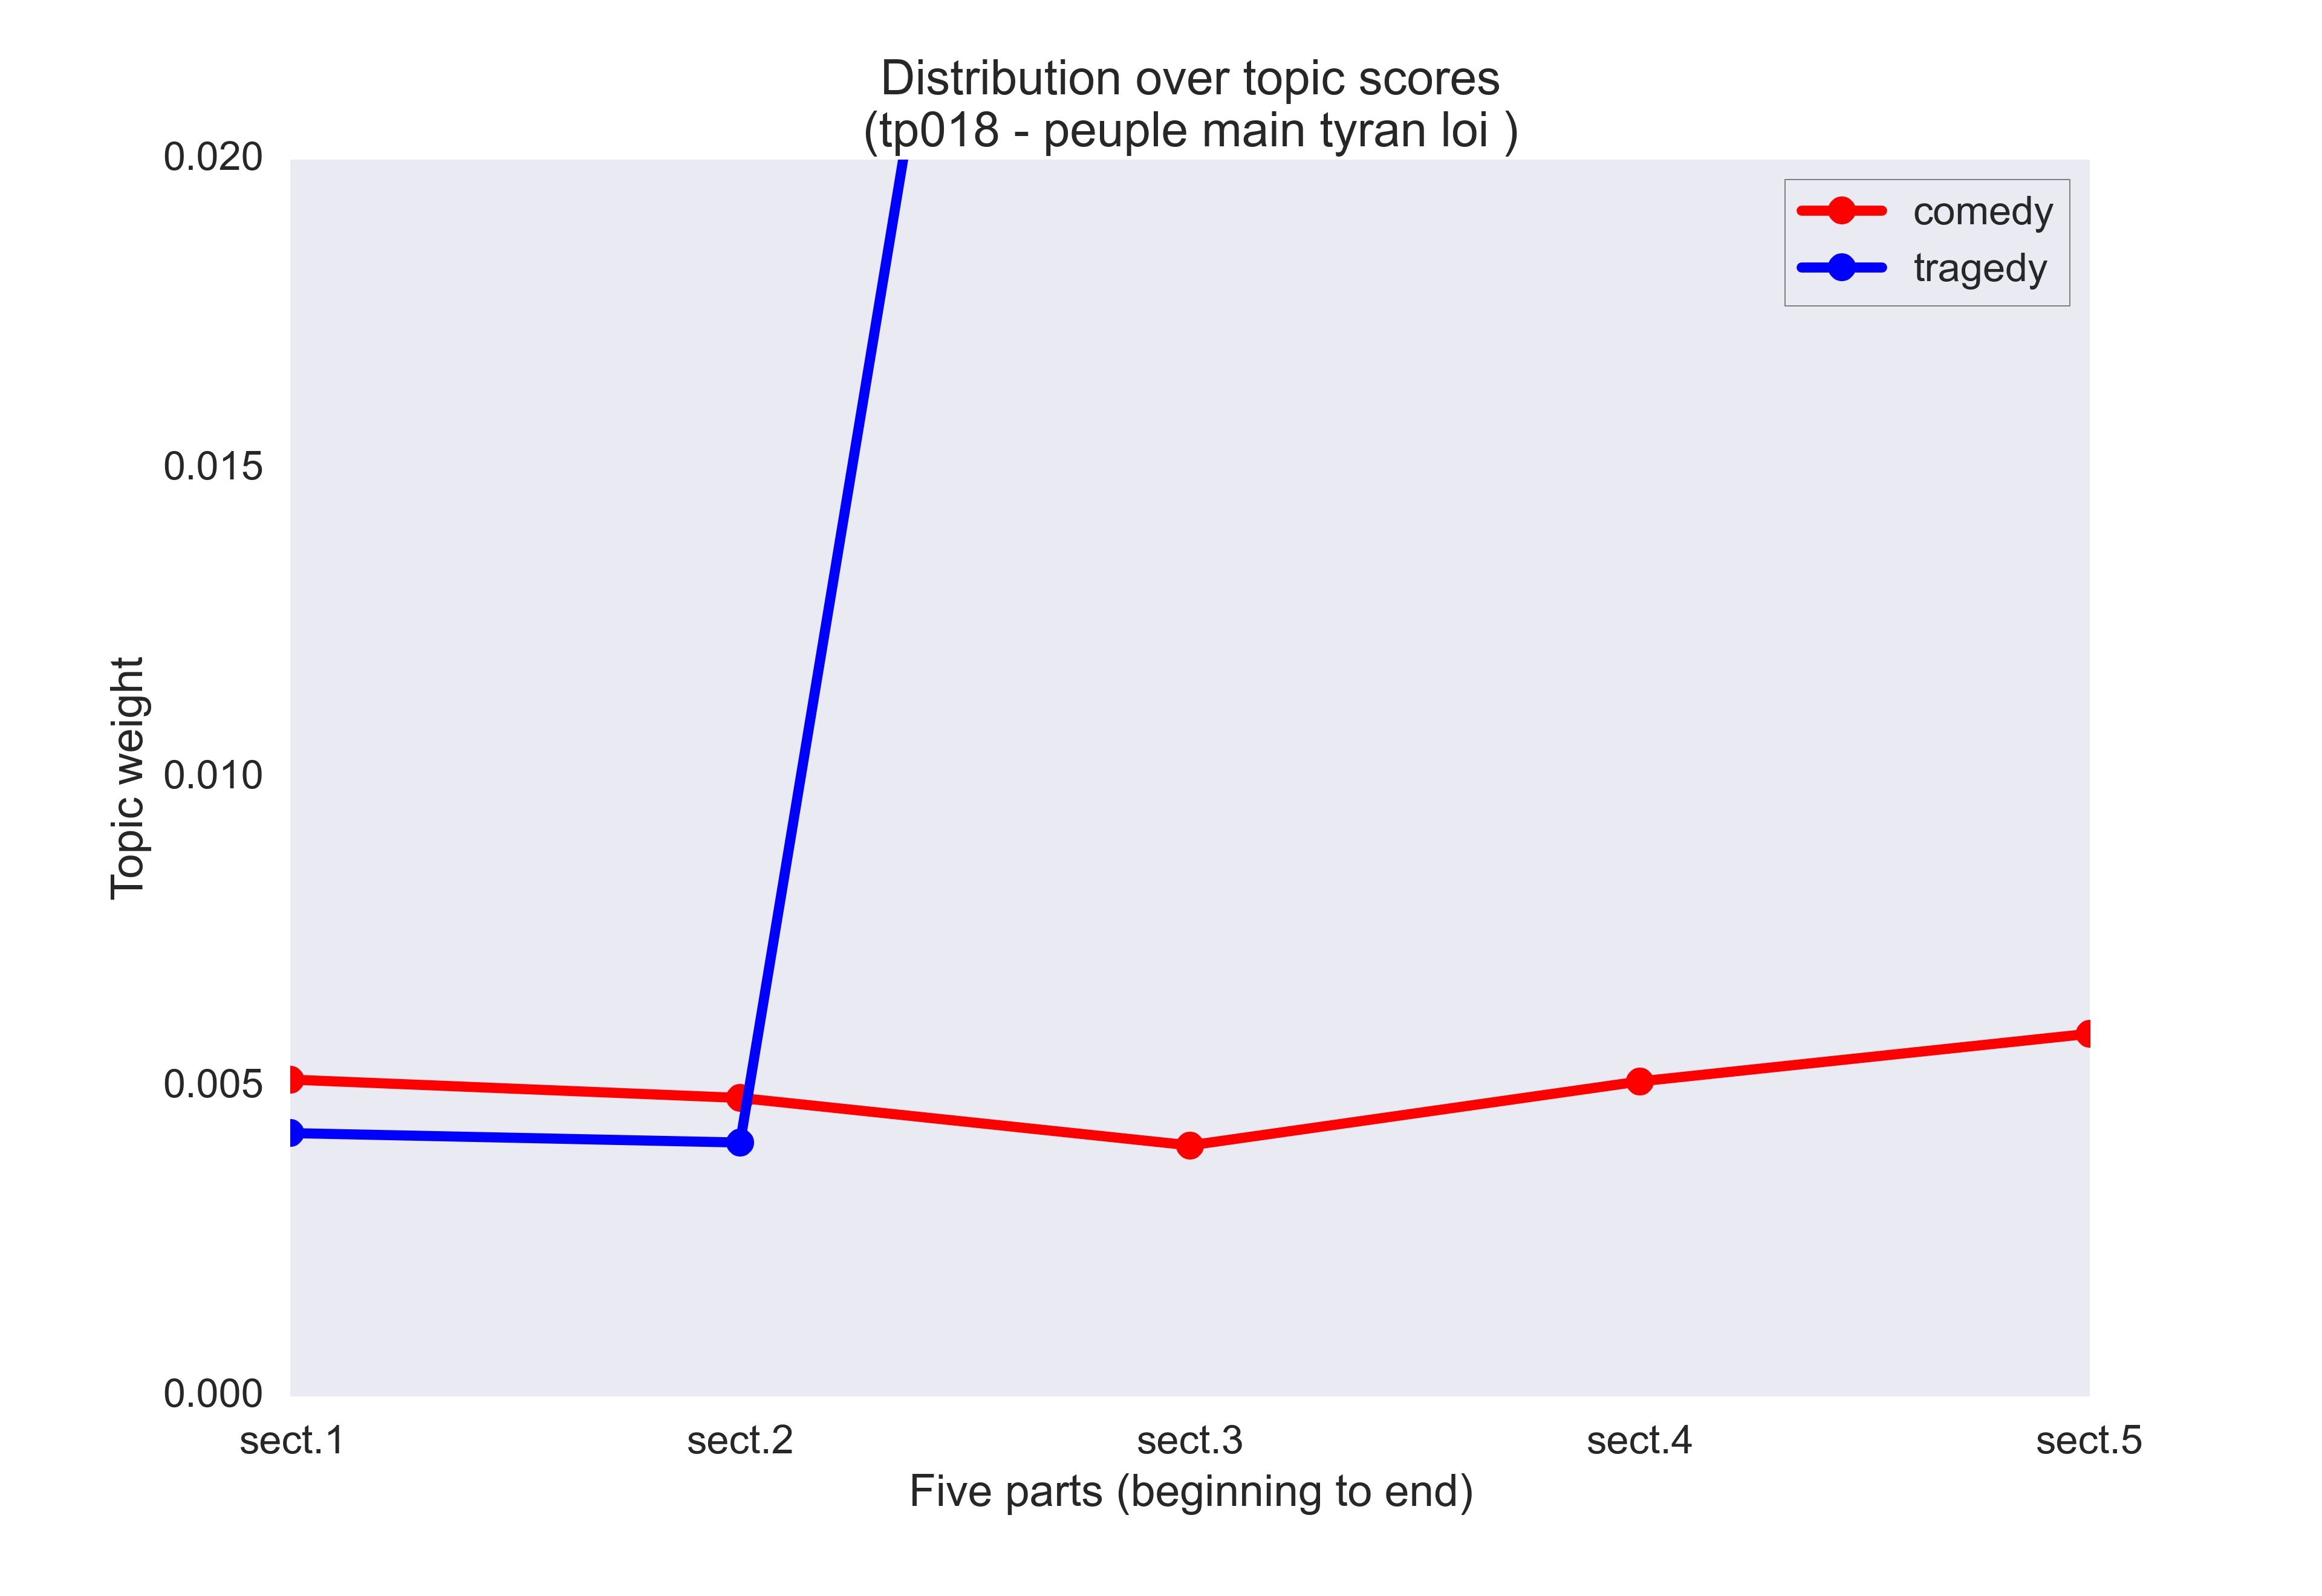 Distribution over topic scores
(tp018 - peuple main tyran loi )
0.020
0.015
0.010
0.005
0.000
Topic weight
comedy
tragedy
sect.1
sect.2
sect.3
sect.4
sect.5
Five parts (beginning to end)